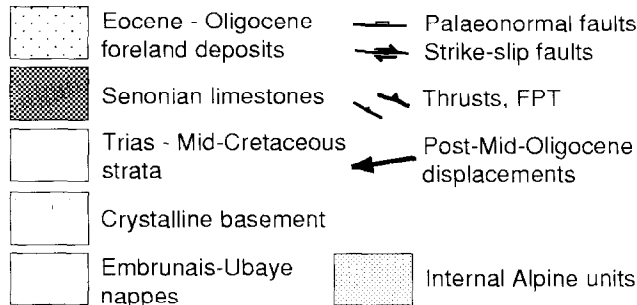 Eocene - Oligocene
foreland deposits
Senonian limestones
Trias - Mid-Cretaceous
strata
Crystalline basement
Embrunais-Ubaye
nappes
Palaeonormal faults
Strike-slip faults
Thrusts, FPT
Post-Mid-Oligocene
displacements
Internal Alpine units